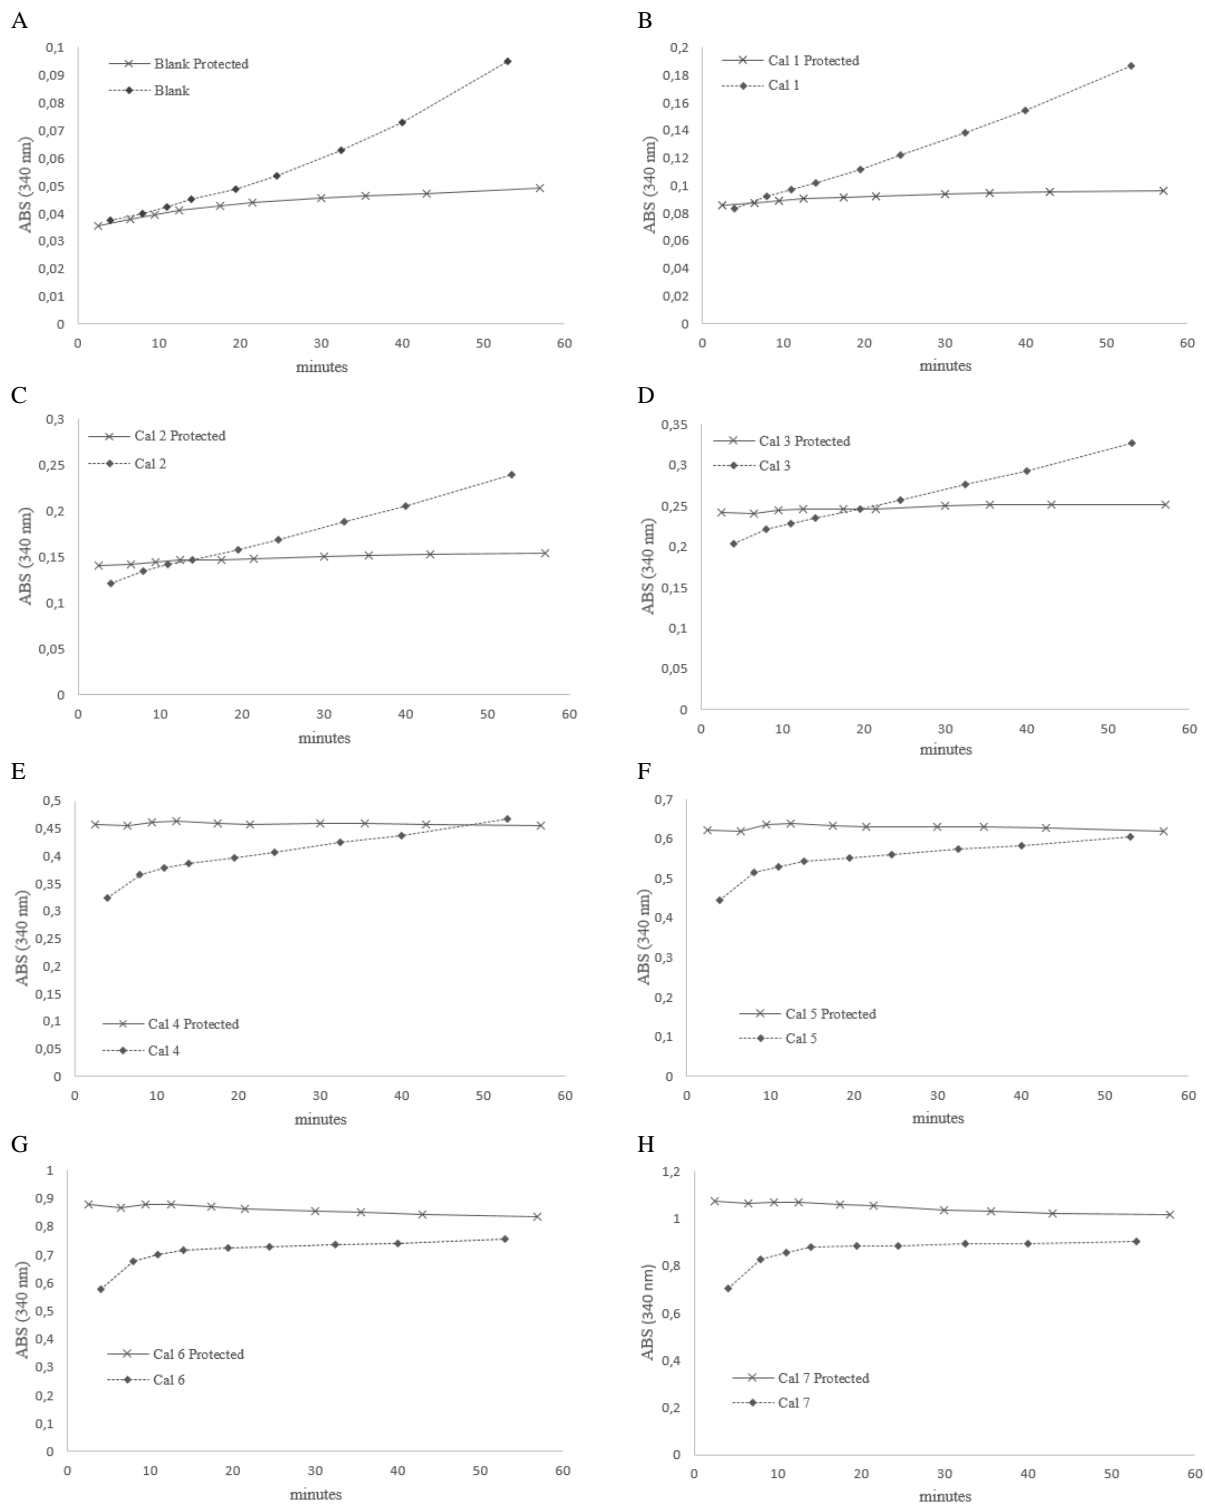 A
0,1
0,09
0,08
0,07
0,06
0,05
0,04
0,03
0,02
0,01
0
ABS (340 nm)
Blank Protected
Blank
0 10 20 30 40 50 60
minutes
B
0,2
0,18
0,16
0,14
0,12
0,1
0,08
0,06
0,04
0,02
0
ABS (340 nm)
Cal 1 Protected
Cal 1
0 10 20 30 40 50 60
minutes
C
0,3
0,25
0,2
0,15
0,1
0,05
0
ABS (340 nm)
Cal 2 Protected
Cal 2
0 10 20 30 40 50 60
minutes
D
0,35
0,3
0,25
0,2
0,15
0,1
0,05
0
ABS (340 nm)
Cal 3 Protected
Cal 3
0 10 20 30 40 50 60
minutes
E
0,5
0,45
0,4
0,35
0,3
0,25
0,2
0,15
0,1
0,05
0
ABS (340 nm)
Cal 4 Protected
Cal 4
0 10 20 30 40 50 60
minutes
F
0,7
0,6
0,5
0,4
0,3
0,2
0,1
0
ABS (340 nm)
Cal 5 Protected
Cal 5
0 10 20 30 40 50 60
minutes
G
1
0,9
0,8
0,7
0,6
0,5
0,4
0,3
0,2
0,1
0
ABS (340 nm)
Cal 6 Protected
Cal 6
0 10 20 30 40 50 60
minutes
H
1,2
1
0,8
0,6
0,4
0,2
0
ABS (340 nm)
Cal 7 Protected
Cal 7
0 10 20 30 40 50 60
minutes